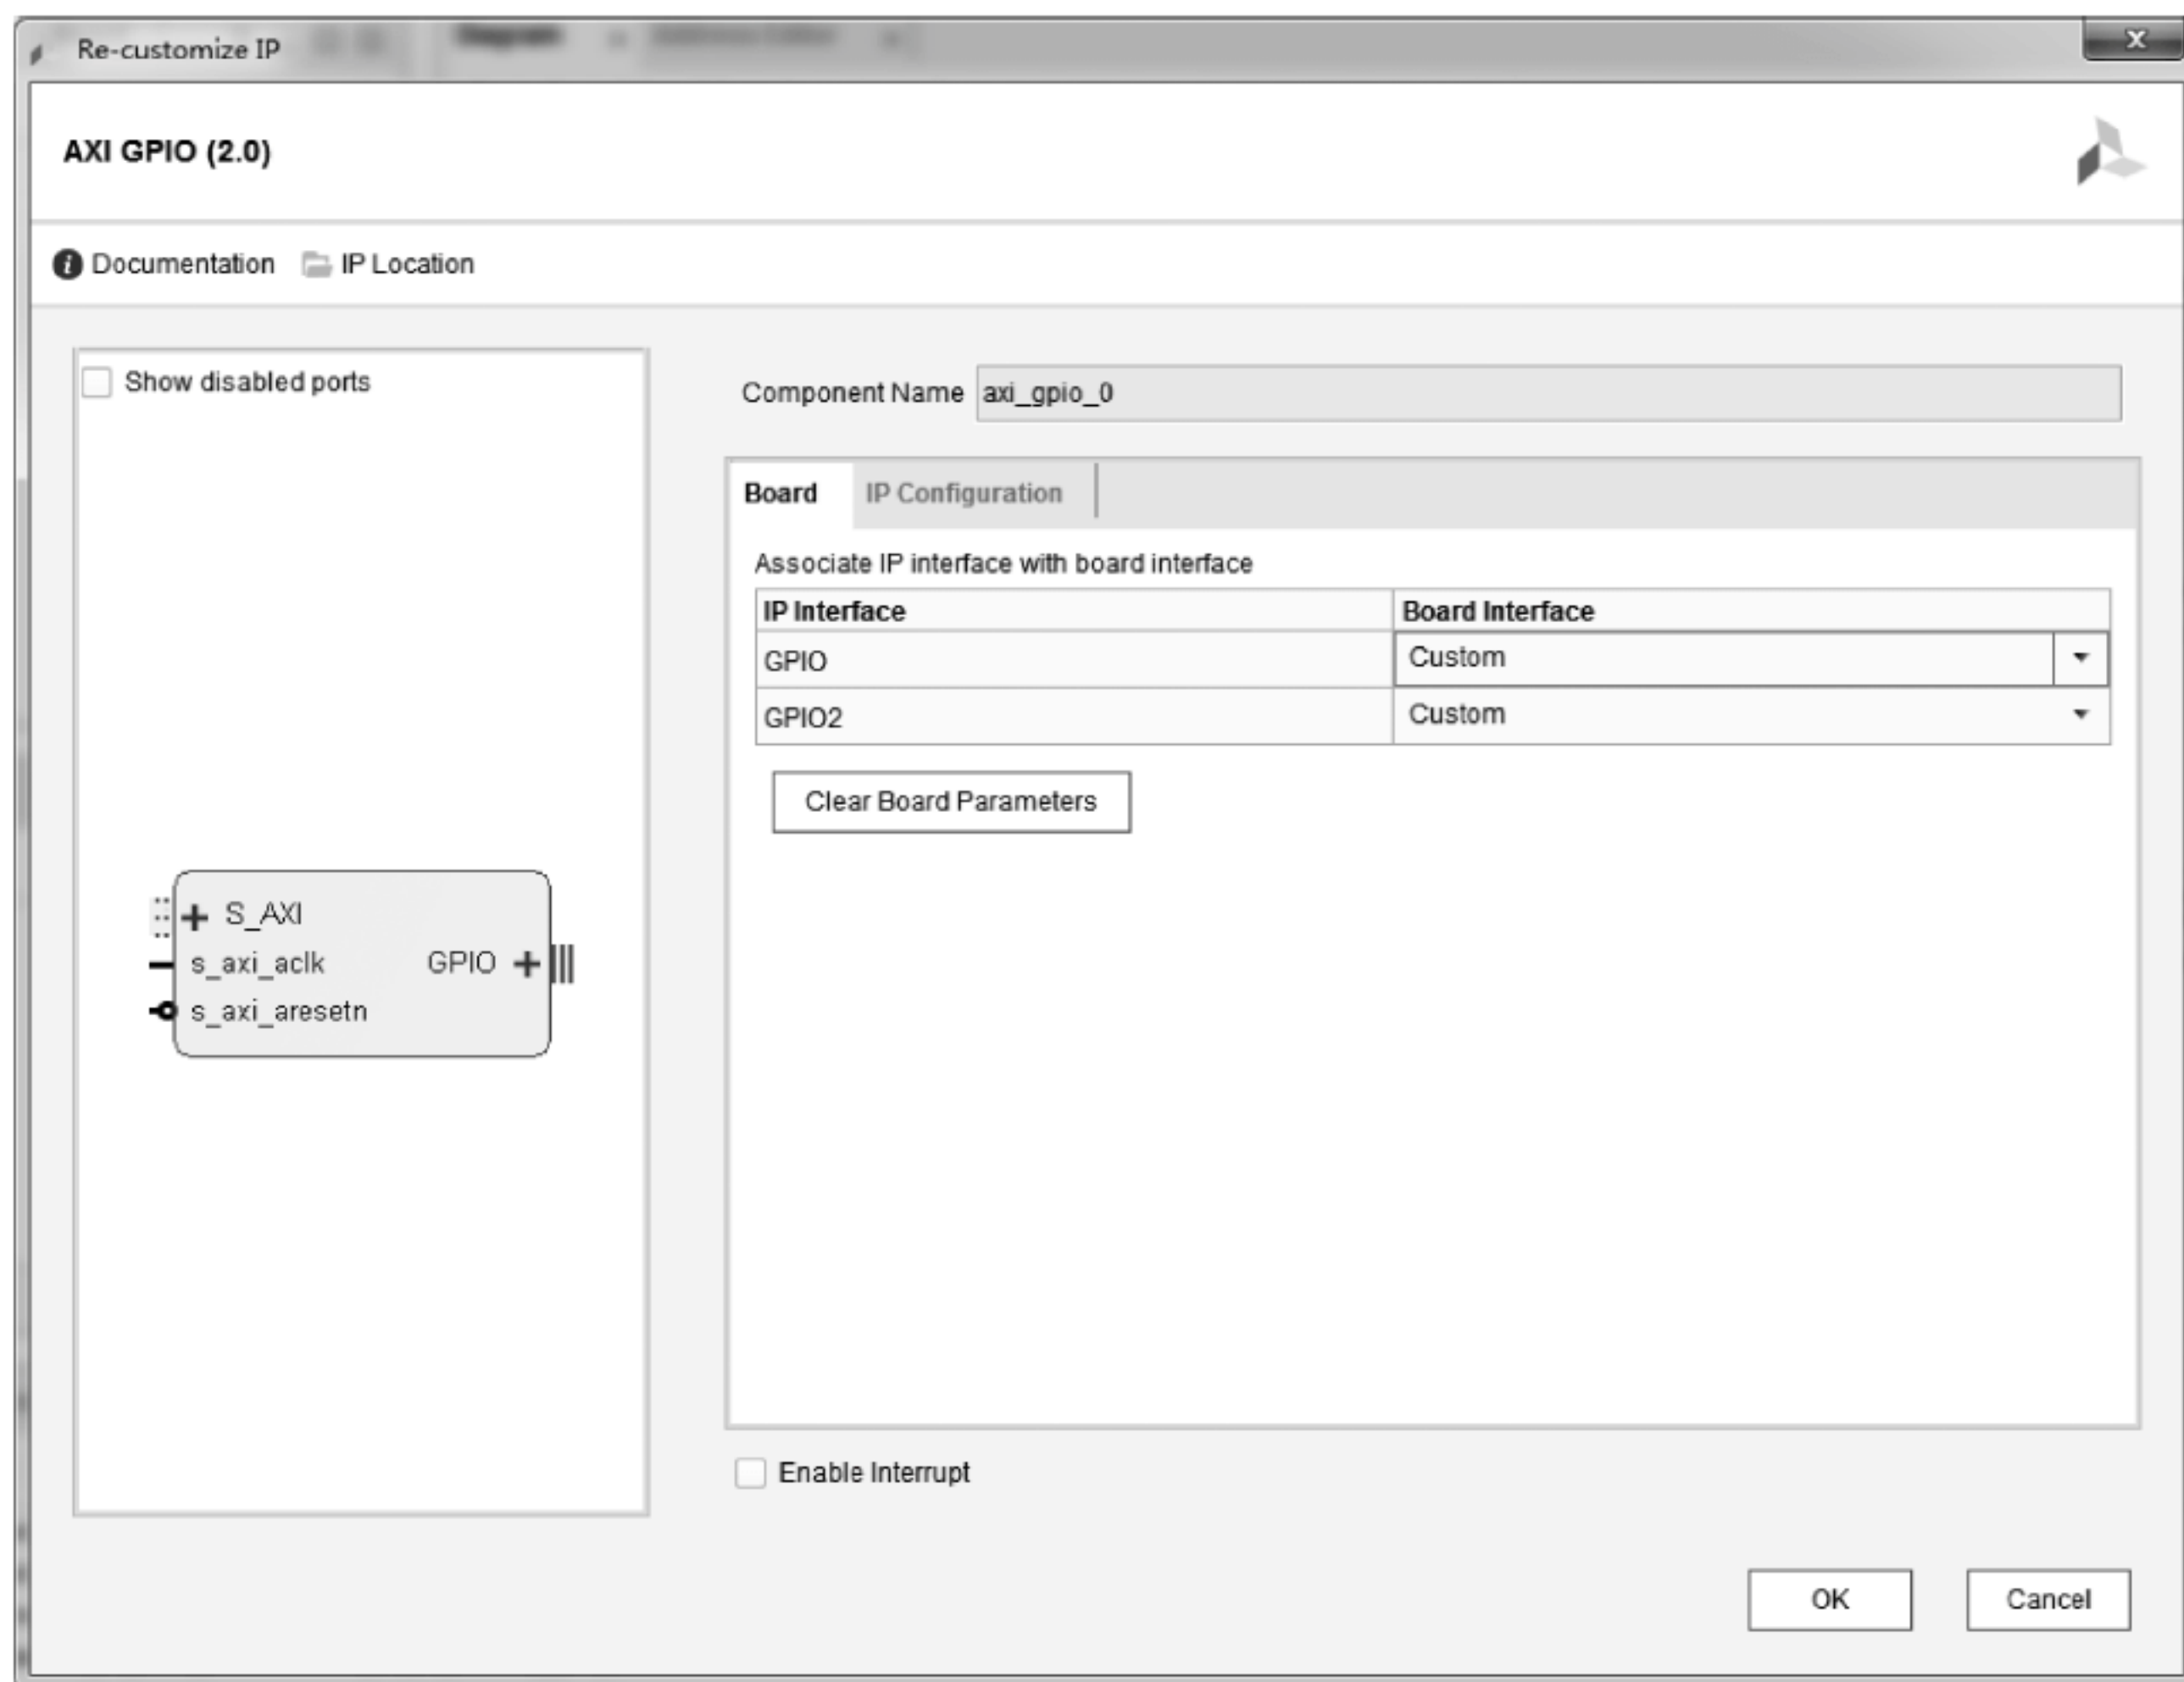 Re-customize IP
AXI GPIO (2.0)
Documentation IP Location
Show disabled ports
Component Name axi_gpio_0
Board IP Configuration
Associate IP interface with board interface
IP Interface Board Interface
GPIO Custom
GPIO2 Custom
Clear Board Parameters
S_AXI
s_axi_aclk GPIO
s_axi_aresetn
Enable Interrupt
OK Cancel